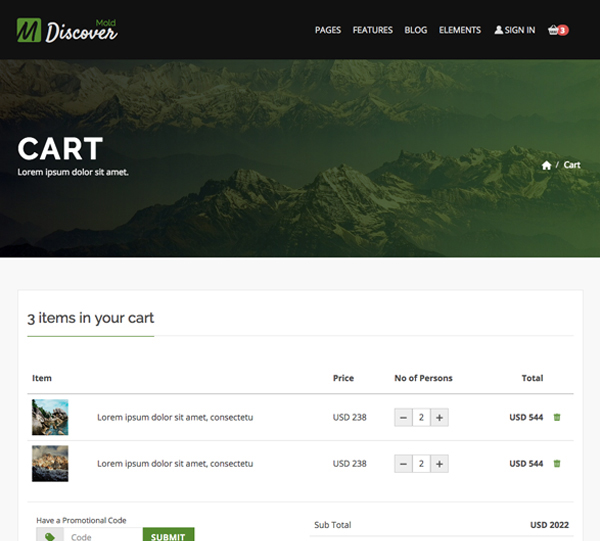 M Discover Mold
PAGES FEATURES BLOG ELEMENTS SIGN IN 3
CART
Lorem ipsum dolor sit amet.
/ Cart
3 items in your cart
Item Price No of Persons Total
Lorem ipsum dolor sit amet, consectetu USD 238 − 2 + USD 544
Lorem ipsum dolor sit amet, consectetu USD 238 − 2 + USD 544
Have a Promotional Code
Code SUBMIT
Sub Total USD 2022